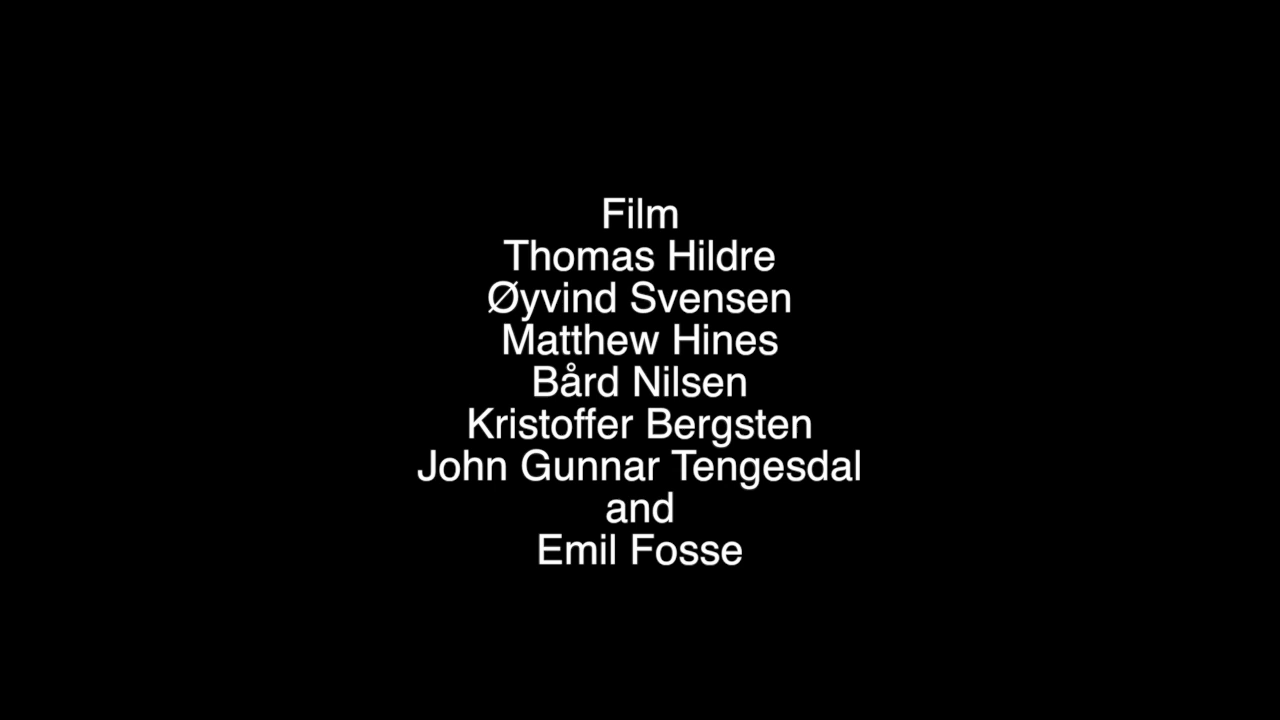 Film
Thomas Hildre
Øyvind Svensen
Matthew Hines
Bård Nilsen
Kristoffer Bergsten
John Gunnar Tengesdal
and
Emil Fosse